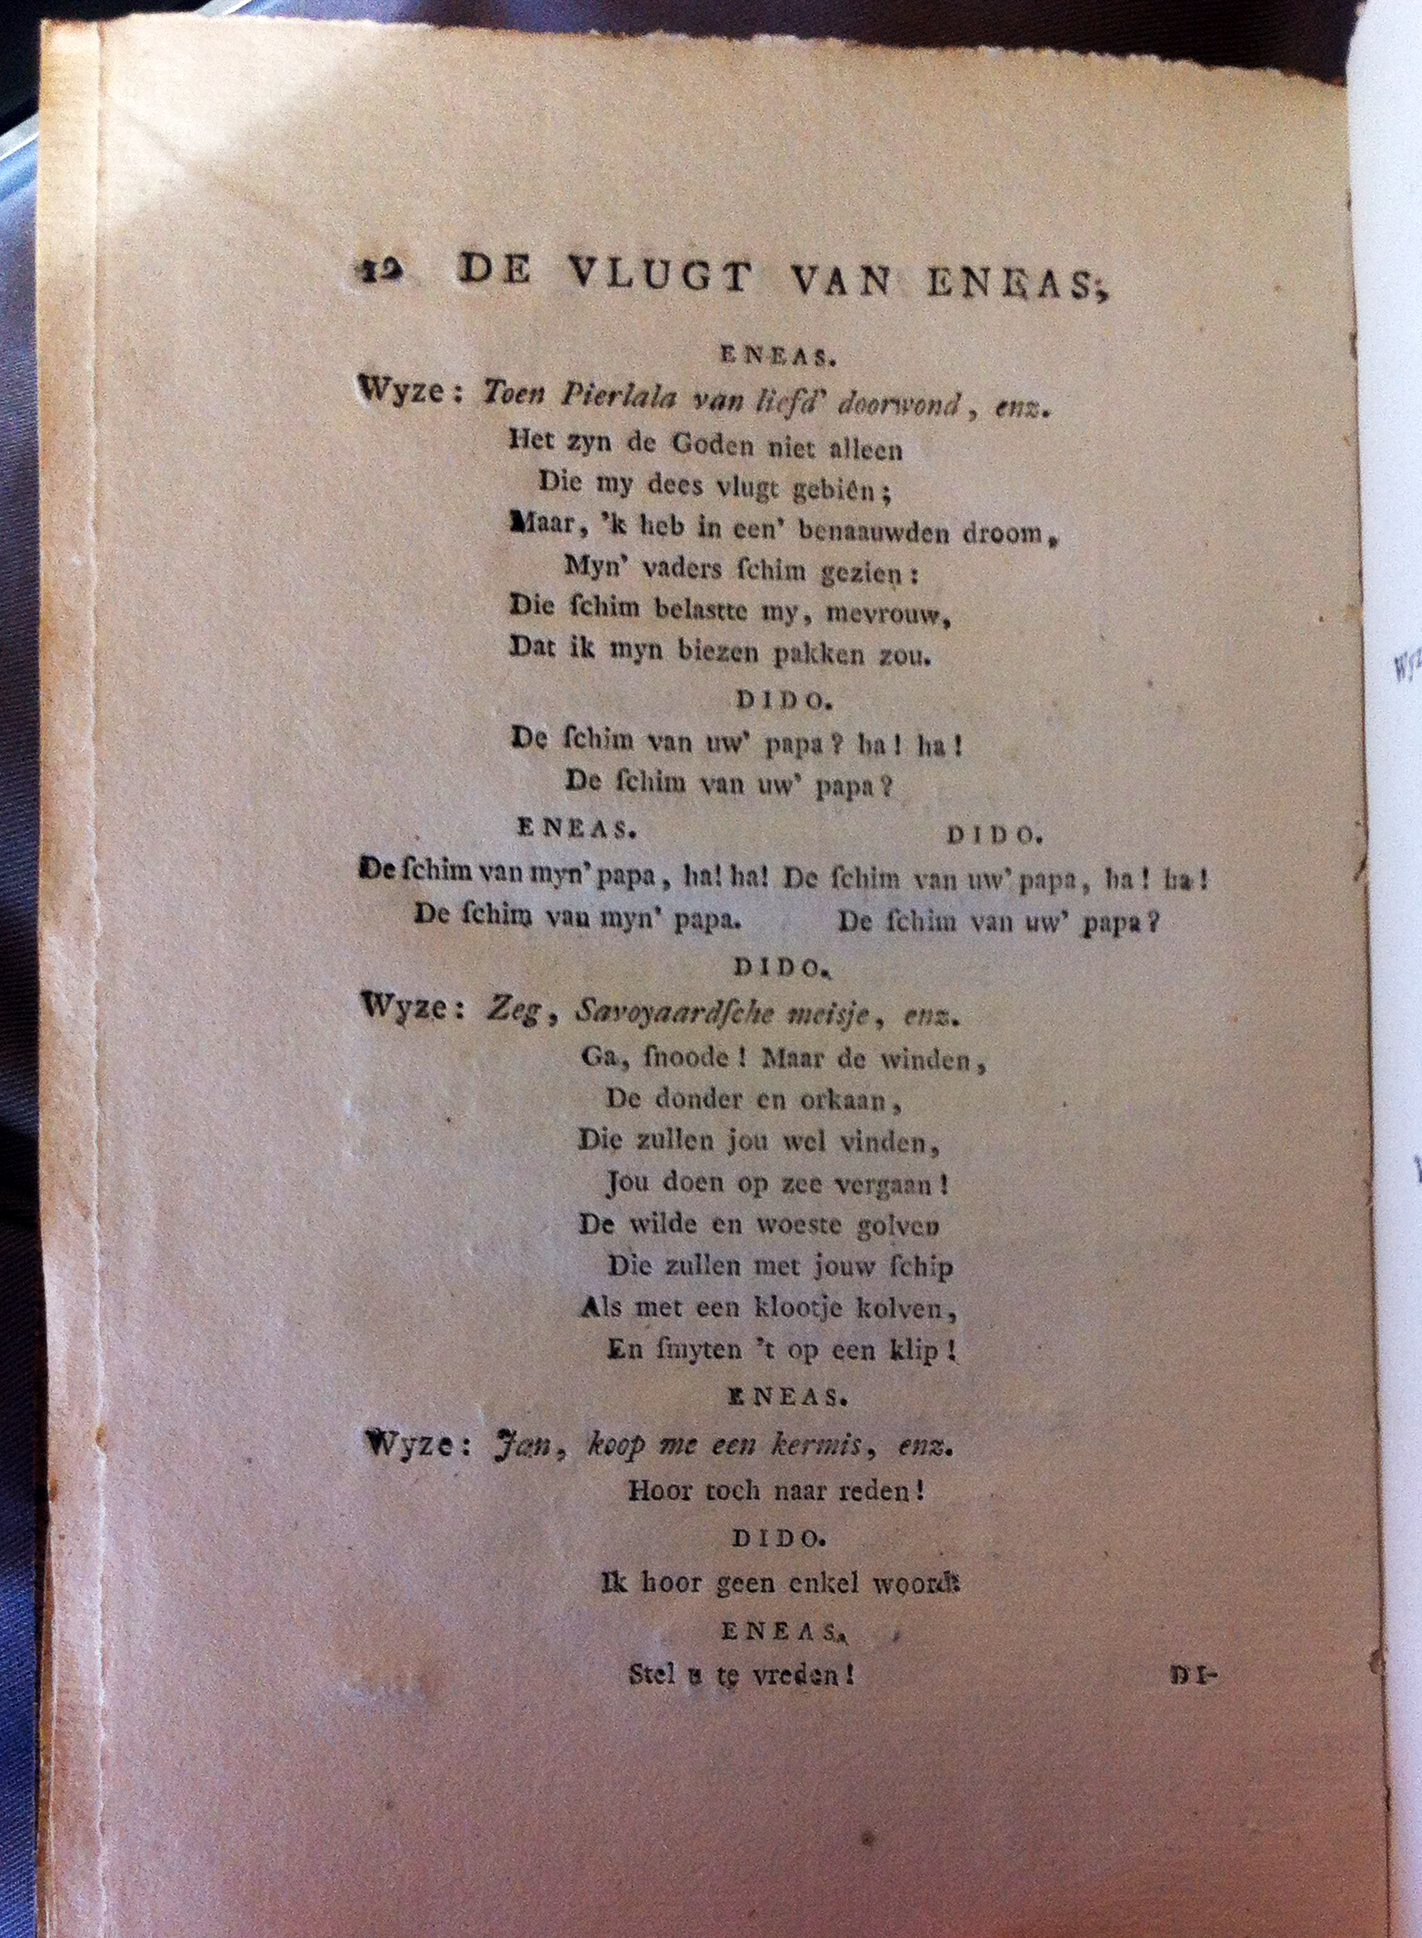 12 DE VLUGT VAN ENEAS,
ENEAS.
Wyze: Toen Pierlala van liefd' doorwond, enz.
Het zyn de Goden niet alleen
Die my dees vlugt gebiên;
Maar, 'k heb in een' benaauwden droom,
Myn' vaders ſchim gezien:
Die ſchim belastte my, mevrouw,
Dat ik myn biezen pakken zou.
DIDO.
De ſchim van uw' papa? ha! ha!
De ſchim van uw' papa?
ENEAS. DIDO.
De ſchim van myn' papa, ha! ha! De ſchim van uw' papa, ha! ha!
De ſchim van myn' papa. De ſchim van uw' papa?
DIDO.
Wyze: Zeg, Savoyaardſche meisje, enz.
Ga, ſnoode! Maar de winden,
De donder en orkaan,
Die zullen jou wel vinden,
Jou doen op zee vergaan!
De wilde en woeste golven
Die zullen met jouw ſchip
Als met een klootje kolven,
En ſmyten 't op een klip!
ENEAS.
Wyze: Jan, koop me een kermis, enz.
Hoor toch naar reden!
DIDO.
Ik hoor geen enkel woord:
ENEAS.
Stel u te vreden!
DI-